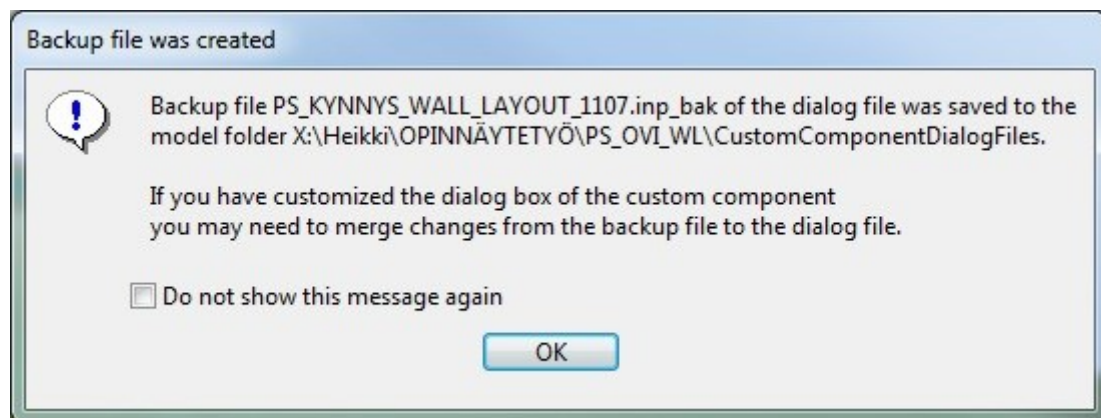 Backup file was created
Backup file PS_KYNNYS_WALL_LAYOUT_1107.inp_bak of the dialog file was saved to the
model folder X:\Heikki\OPINNÄYTETYÖ\PS_OVI_WL\CustomComponentDialogFiles.
If you have customized the dialog box of the custom component
you may need to merge changes from the backup file to the dialog file.
Do not show this message again
OK